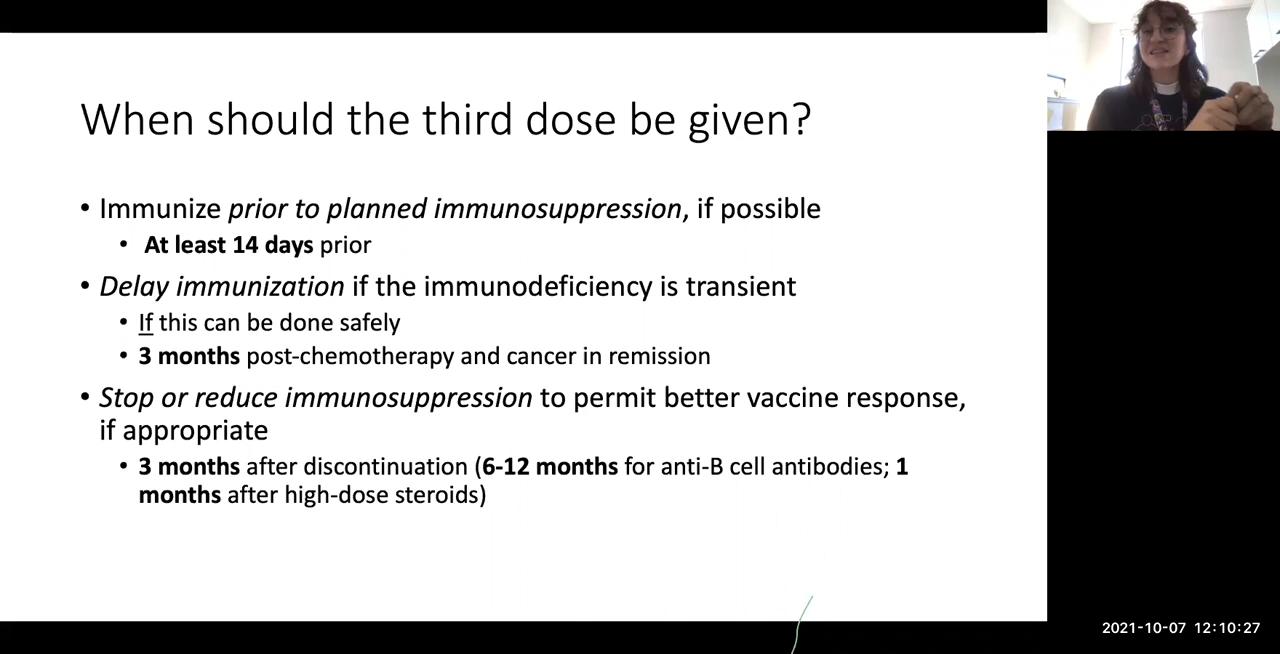 When should the third dose be given?
• Immunize prior to planned immunosuppression, if possible
• At least 14 days prior
• Delay immunization if the immunodeficiency is transient
• If this can be done safely
• 3 months post-chemotherapy and cancer in remission
• Stop or reduce immunosuppression to permit better vaccine response,
if appropriate
• 3 months after discontinuation (6-12 months for anti-B cell antibodies; 1
months after high-dose steroids)
2021-10-07 12:10:27